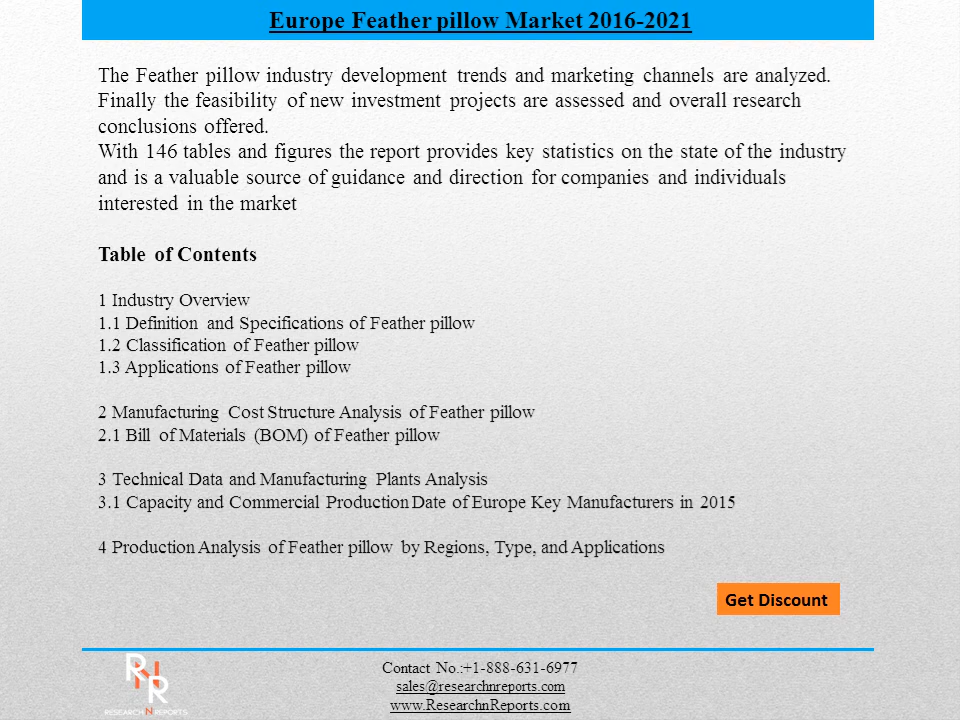 Europe Feather pillow Market 2016-2021
The Feather pillow industry development trends and marketing channels are analyzed.
Finally the feasibility of new investment projects are assessed and overall research
conclusions offered.
With 146 tables and figures the report provides key statistics on the state of the industry
and is a valuable source of guidance and direction for companies and individuals
interested in the market
Table of Contents
1 Industry Overview
1.1 Definition and Specifications of Feather pillow
1.2 Classification of Feather pillow
1.3 Applications of Feather pillow
2 Manufacturing Cost Structure Analysis of Feather pillow
2.1 Bill of Materials (BOM) of Feather pillow
3 Technical Data and Manufacturing Plants Analysis
3.1 Capacity and Commercial Production Date of Europe Key Manufacturers in 2015
4 Production Analysis of Feather pillow by Regions, Type, and Applications
Get Discount
RNR
RESEARCH N REPORTS
Contact No.:+1-888-631-6977
sales@researchnreports.com
www.ResearchnReports.com